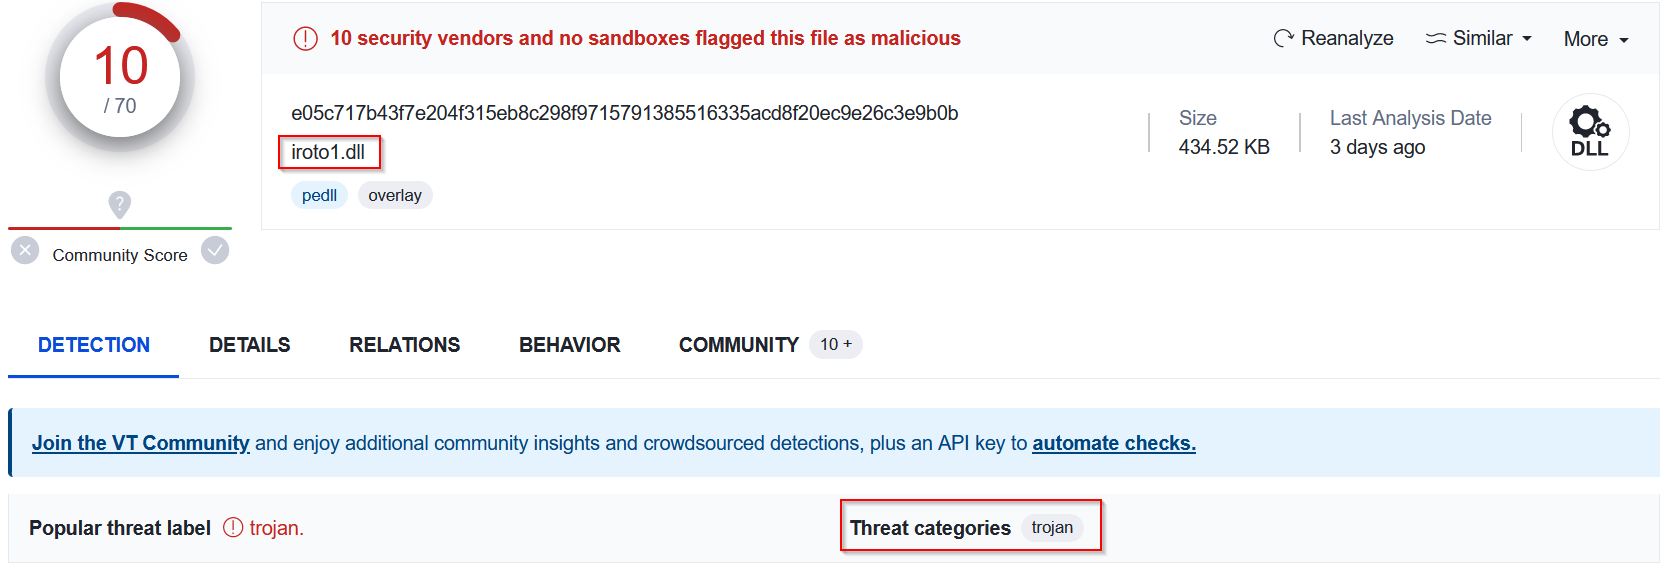 10
/ 70
?
Community Score
10 security vendors and no sandboxes flagged this file as malicious
Reanalyze
Similar
More
e05c717b43f7e204f315eb8c298f9715791385516335acd8f20ec9e26c3e9b0b
iroto1.dll
pedll
overlay
Size
434.52 KB
Last Analysis Date
3 days ago
DLL
DETECTION
DETAILS
RELATIONS
BEHAVIOR
COMMUNITY
10 +
Join the VT Community and enjoy additional community insights and crowdsourced detections, plus an API key to automate checks.
Popular threat label
trojan.
Threat categories
trojan